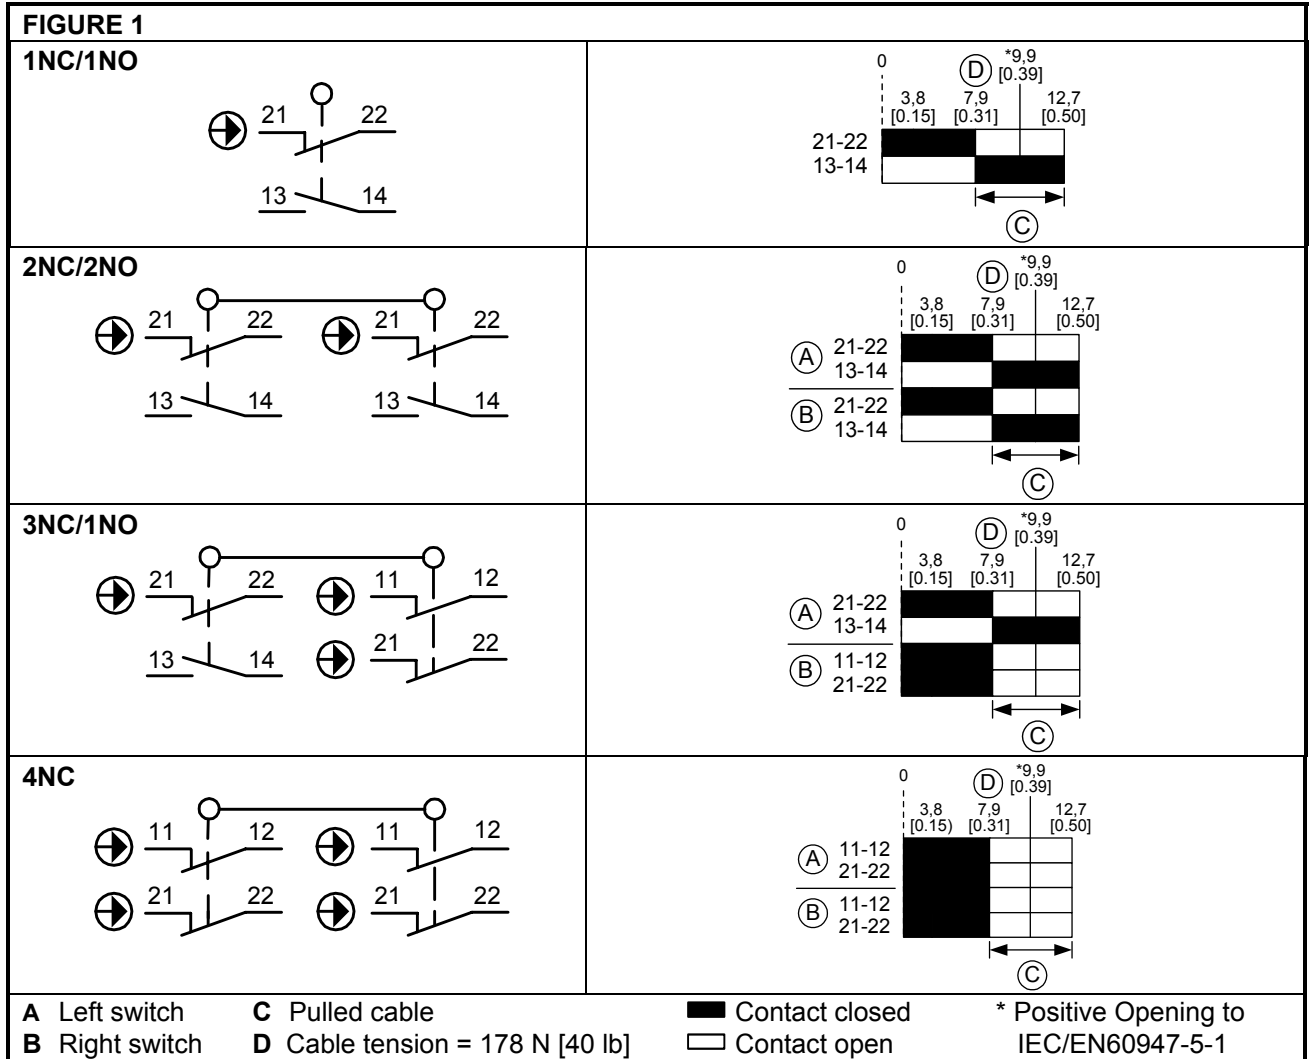 FIGURE 1
1NC/1NO
21 22
13 14
0 D *9,9
[0.39]
3,8 7,9 12,7
[0.15] [0.31] [0.50]
21-22
13-14
C
2NC/2NO
21 22 21 22
13 14 13 14
0 D *9,9
[0.39]
3,8 7,9 12,7
[0.15] [0.31] [0.50]
A 21-22
13-14
B 21-22
13-14
C
3NC/1NO
21 22 11 12
13 14 21 22
0 D *9,9
[0.39]
3,8 7,9 12,7
[0.15] [0.31] [0.50]
A 21-22
13-14
B 11-12
21-22
C
4NC
11 12 11 12
21 22 21 22
0 D *9,9
[0.39]
3,8 7,9 12,7
[0.15) [0.31] [0.50]
A 11-12
21-22
B 11-12
21-22
C
A Left switch C Pulled cable Contact closed * Positive Opening to
B Right switch D Cable tension = 178 N [40 lb] Contact open IEC/EN60947-5-1